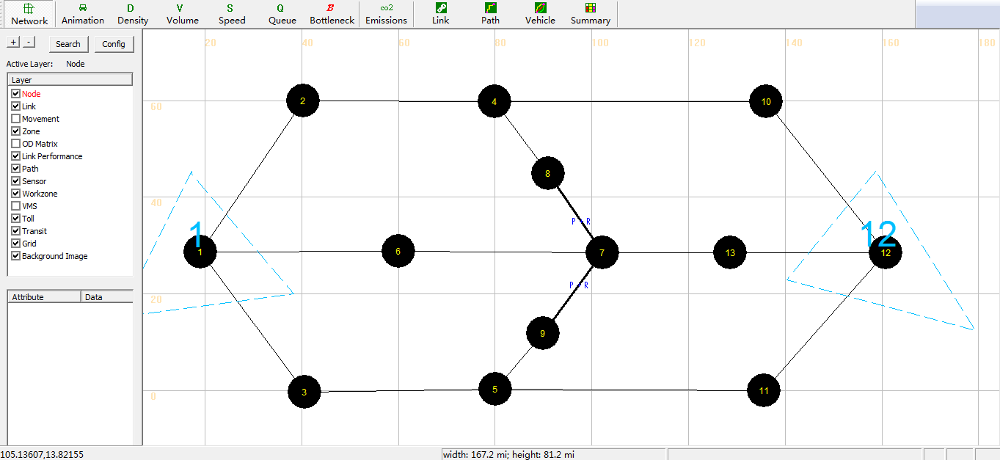 Network Animation Density Volume Speed Queue Bottleneck Emissions Link Path Vehicle Summary
D V S Q B co2
+ - Search Config
Active Layer: Node
Layer
Node
Link
Movement
Zone
OD Matrix
Link Performance
Path
Sensor
Workzone
VMS
Toll
Transit
Grid
Background Image
Attribute Data
20 40 60 80 100 120 140 160 180
60
40
20
0
2 4 10
8
P R
1 12
1 6 7 13 12
P R
9
3 5 11
105.13607,13.82155
width: 167.2 mi; height: 81.2 mi